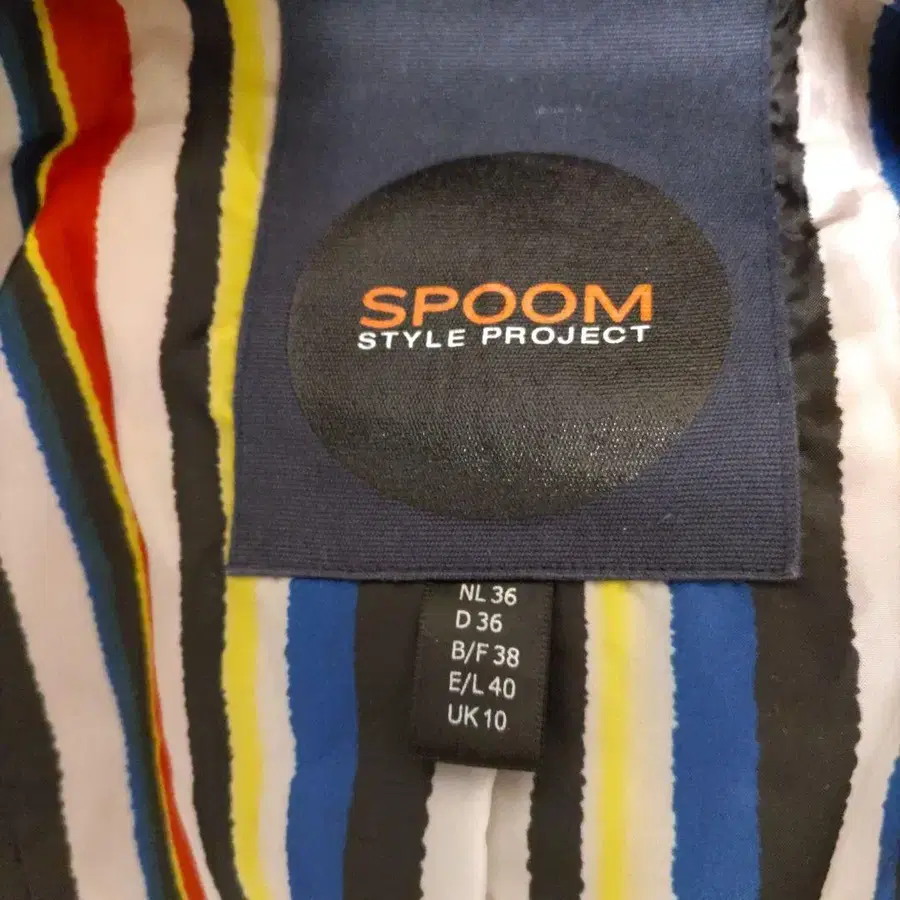 SPOOM
STYLE PROJECT
NL 36
D 36
B/F 38
E/L 40
UK 10